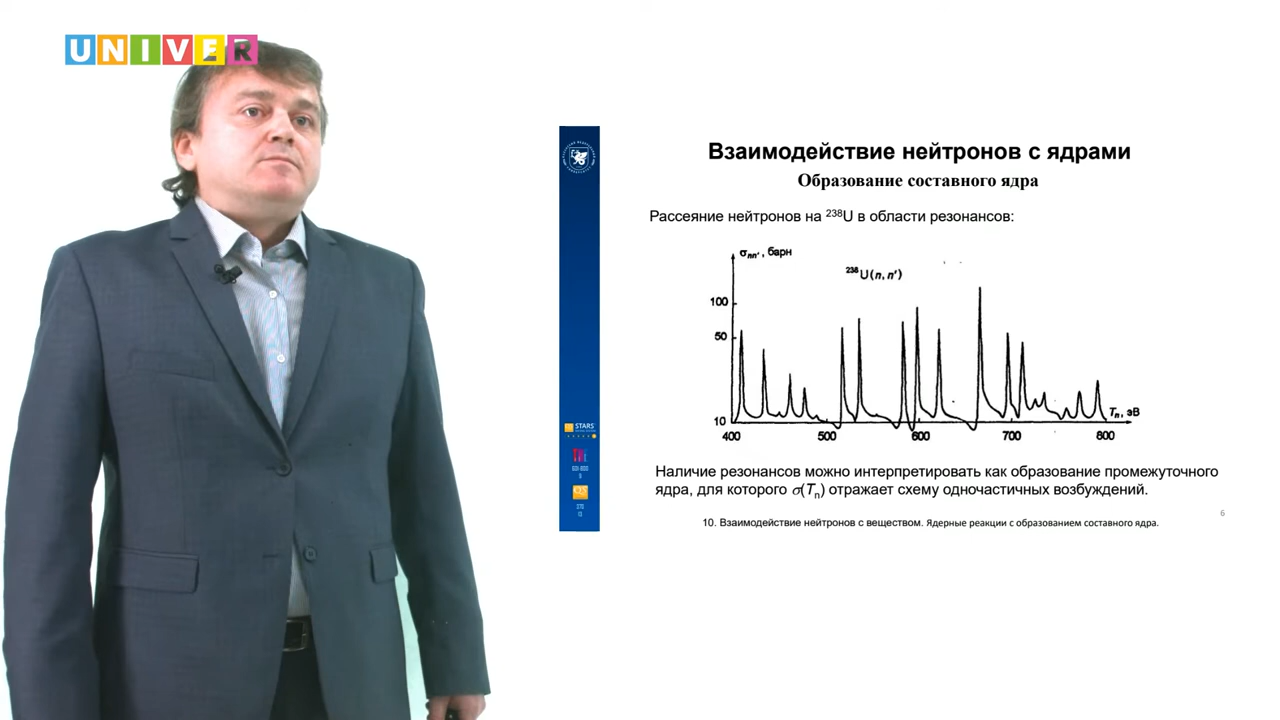 UNIVER
Взаимодействие нейтронов с ядрами
Образование составного ядра
Рассеяние нейтронов на ²³⁸U в области резонансов:
σnn', барн
²³⁸U(n, n')
100
50
10
400 500 600 700 800
Tп, эВ
Наличие резонансов можно интерпретировать как образование промежуточного
ядра, для которого σ(Tn) отражает схему одночастичных возбуждений.
10. Взаимодействие нейтронов с веществом. Ядерные реакции с образованием составного ядра.
6
STARS